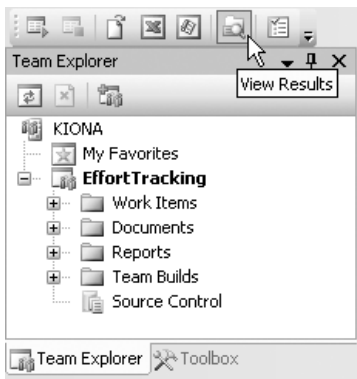 Team Explorer
View Results
KIONA
My Favorites
EffortTracking
Work Items
Documents
Reports
Team Builds
Source Control
Team Explorer Toolbox